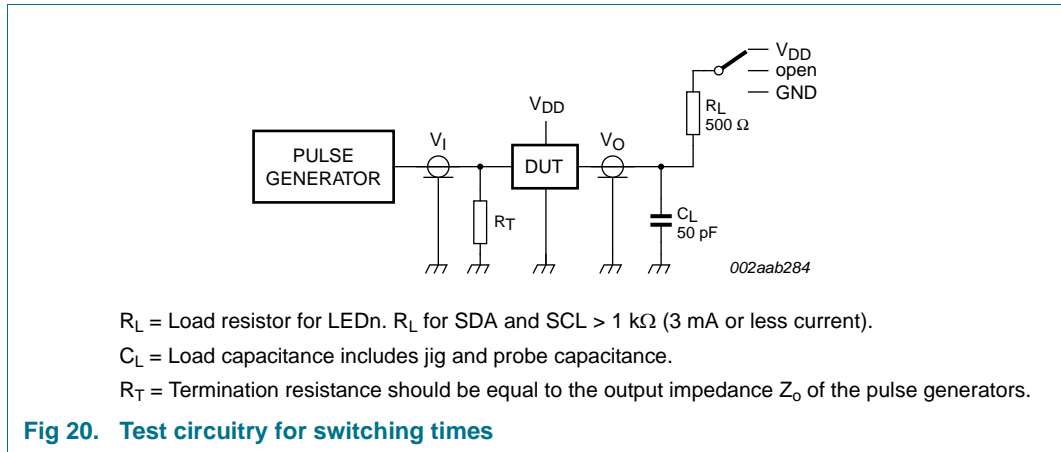 VDD
open
GND
RL
500 Ω
VDD
VI
VO
PULSE
GENERATOR
DUT
RT
CL
50 pF
002aab284
RL = Load resistor for LEDn. RL for SDA and SCL > 1 kΩ (3 mA or less current).
CL = Load capacitance includes jig and probe capacitance.
RT = Termination resistance should be equal to the output impedance Zo of the pulse generators.
Fig 20. Test circuitry for switching times